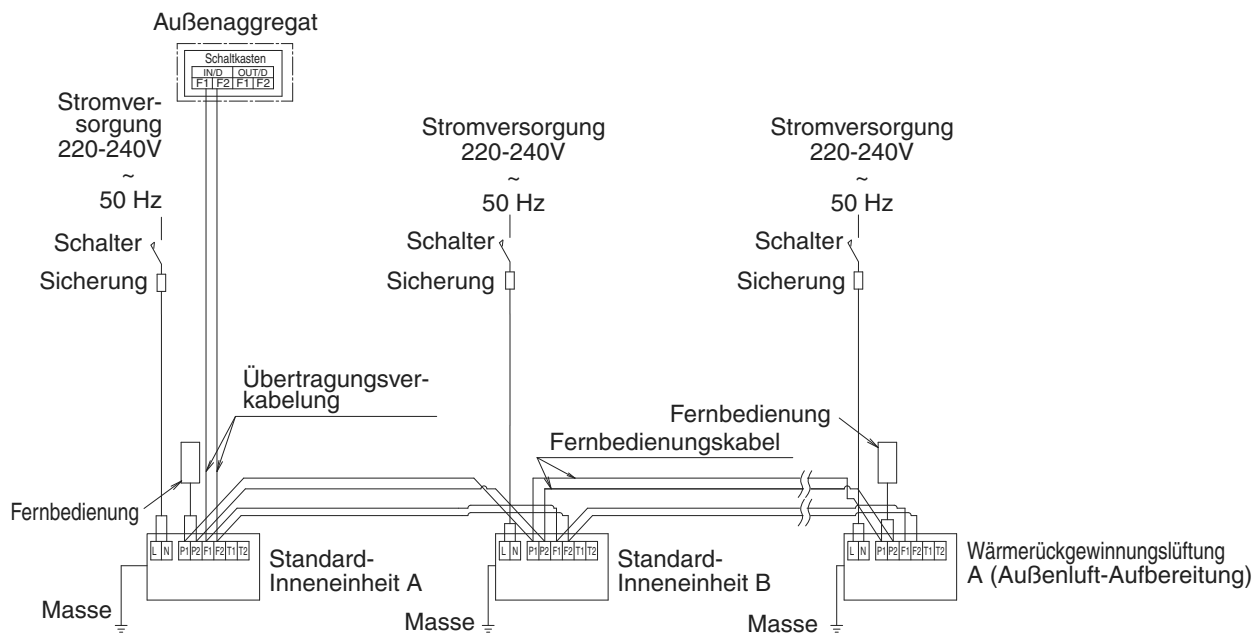 Außenaggregat
Schaltkasten
IN/D OUT/D
F1 F2 F1 F2
Stromver-
sorgung
220-240V
~
50 Hz
Schalter
Sicherung
Stromversorgung
220-240V
~
50 Hz
Schalter
Sicherung
Stromversorgung
220-240V
~
50 Hz
Schalter
Sicherung
Übertragungsver-
kabelung
Fernbedienung
Fernbedienungskabel
Fernbedienung
L N P1 P2 F1 F2 T1 T2
Standard-
Inneneinheit A
Masse
L N P1 P2 F1 F2 T1 T2
Standard-
Inneneinheit B
Masse
L N P1 P2 F1 F2 T1 T2
Wärmerückgewinnungslüftung
A (Außenluft-Aufbereitung)
Masse